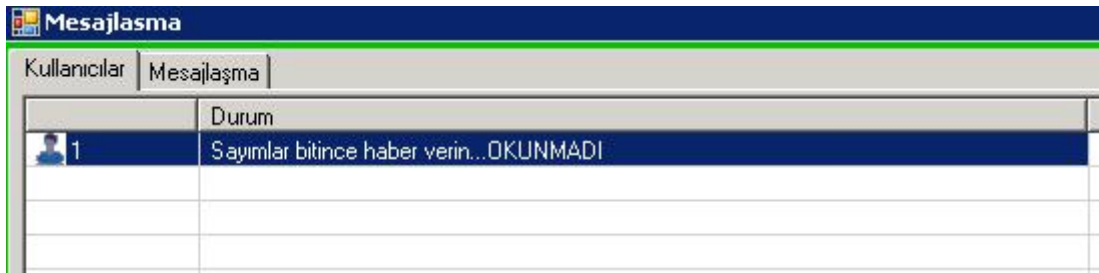 Mesajlasma
Kullanıcılar Mesajlaşma
Durum
1 Sayımlar bitince haber verin...OKUNMADI